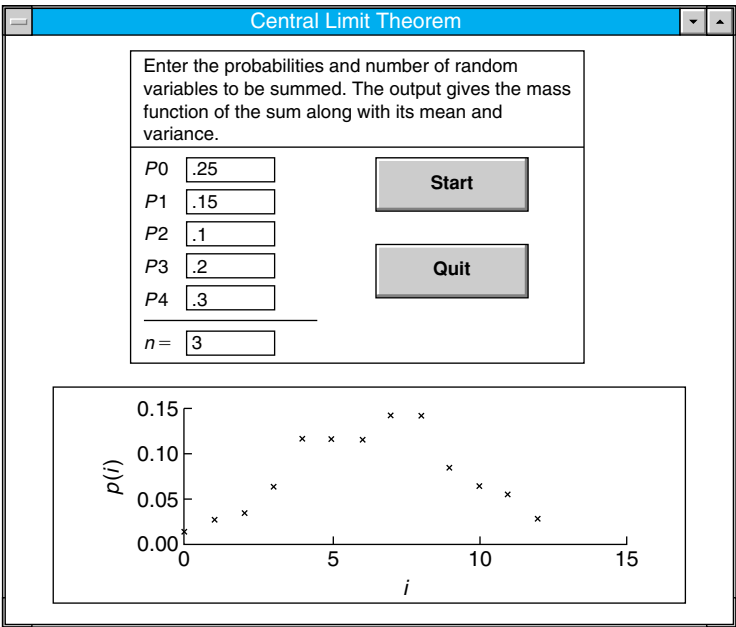 Central Limit Theorem
Enter the probabilities and number of random
variables to be summed. The output gives the mass
function of the sum along with its mean and
variance.
P0 .25
P1 .15
P2 .1
P3 .2
P4 .3
n= 3
Start
Quit
0.15
0.10
0.05
0.00
p(i)
0 5 10 15
i